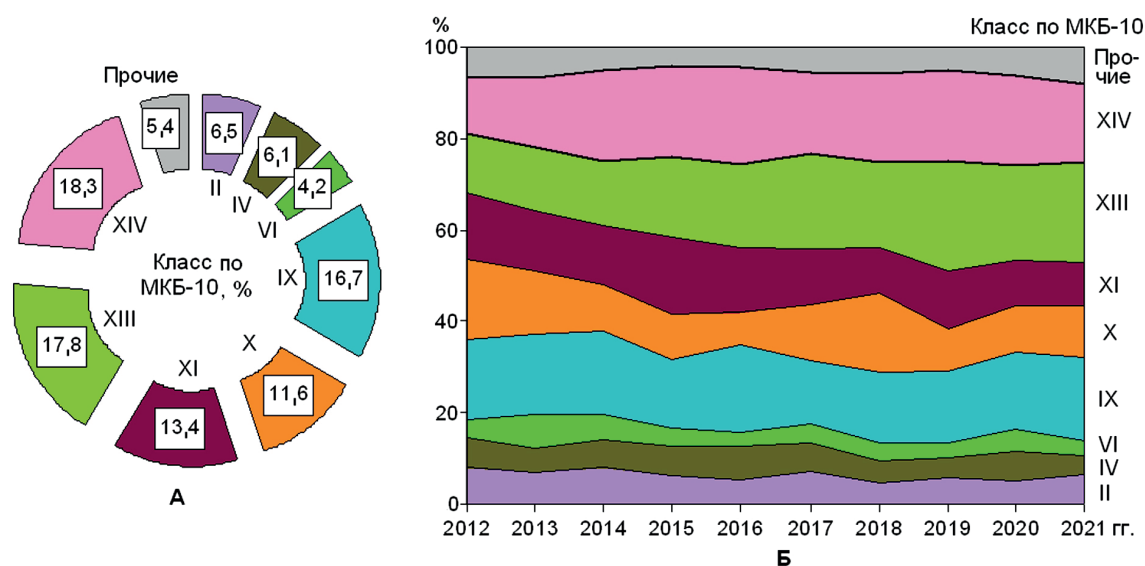 Прочие
5,4
6,5
6,1
4,2
18,3
II
IV
VI
XIV
Класс по
МКБ-10, %
IX
16,7
XIII
17,8
X
XI
11,6
13,4
А
%
Класс по МКБ-10
100
80
60
40
20
0
Про-
чие
XIV
XIII
XI
X
IX
VI
IV
II
2012 2013 2014 2015 2016 2017 2018 2019 2020 2021 гг.
Б